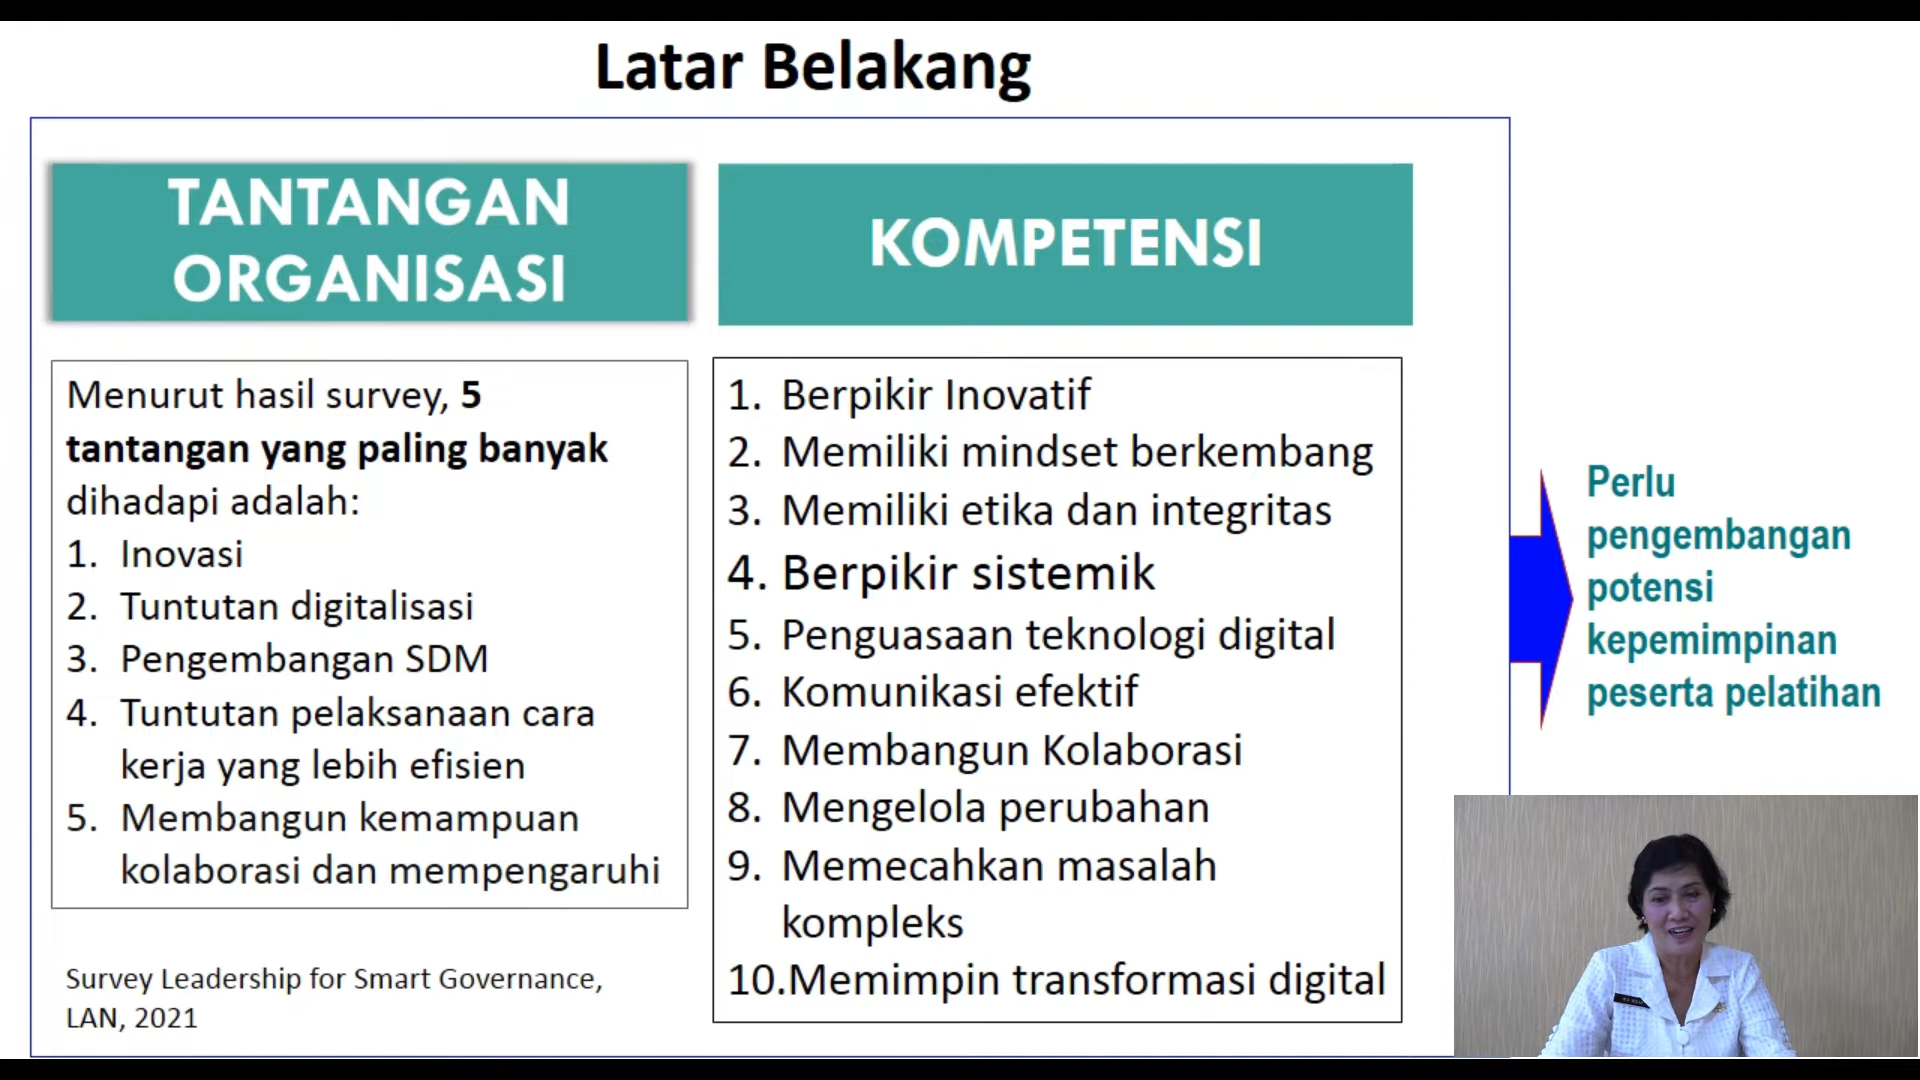 Latar Belakang
TANTANGAN
ORGANISASI
Menurut hasil survey, 5
tantangan yang paling banyak
dihadapi adalah:
1. Inovasi
2. Tuntutan digitalisasi
3. Pengembangan SDM
4. Tuntutan pelaksanaan cara
kerja yang lebih efisien
5. Membangun kemampuan
kolaborasi dan mempengaruhi
Survey Leadership for Smart Governance,
LAN, 2021
KOMPETENSI
1. Berpikir Inovatif
2. Memiliki mindset berkembang
3. Memiliki etika dan integritas
4. Berpikir sistemik
5. Penguasaan teknologi digital
6. Komunikasi efektif
7. Membangun Kolaborasi
8. Mengelola perubahan
9. Memecahkan masalah
kompleks
10.Memimpin transformasi digital
Perlu
pengembangan
potensi
kepemimpinan
peserta pelatihan